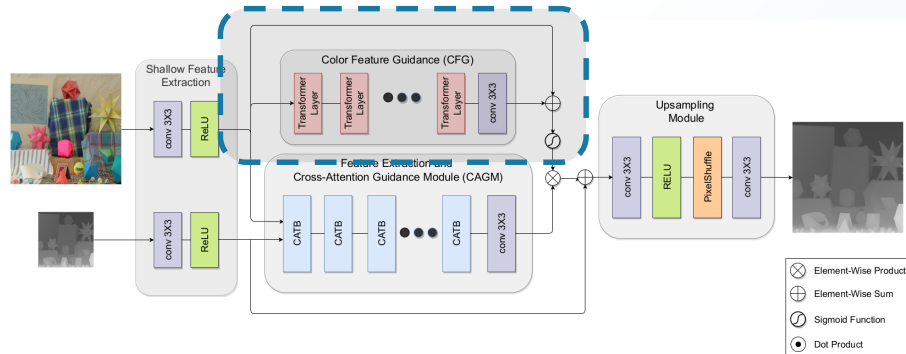 Shallow Feature
Extraction
conv 3X3
ReLU
conv 3X3
ReLU
Color Feature Guidance (CFG)
Transformer
Layer
Transformer
Layer
Transformer
Layer
conv 3X3
Feature Extraction and
Cross-Attention Guidance Module (CAGM)
CATB
CATB
CATB
CATB
conv 3X3
Upsampling
Module
conv 3X3
RELU
PixelShuffle
conv 3X3
Element-Wise Product
Element-Wise Sum
Sigmoid Function
Dot Product